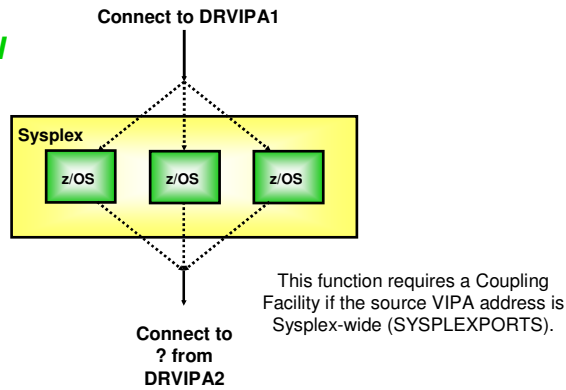 Connect to DRVIPA1
Sysplex
z/OS
z/OS
z/OS
This function requires a Coupling
Facility if the source VIPA address is
Sysplex-wide (SYSPLEXPORTS).
Connect to
? from
DRVIPA2